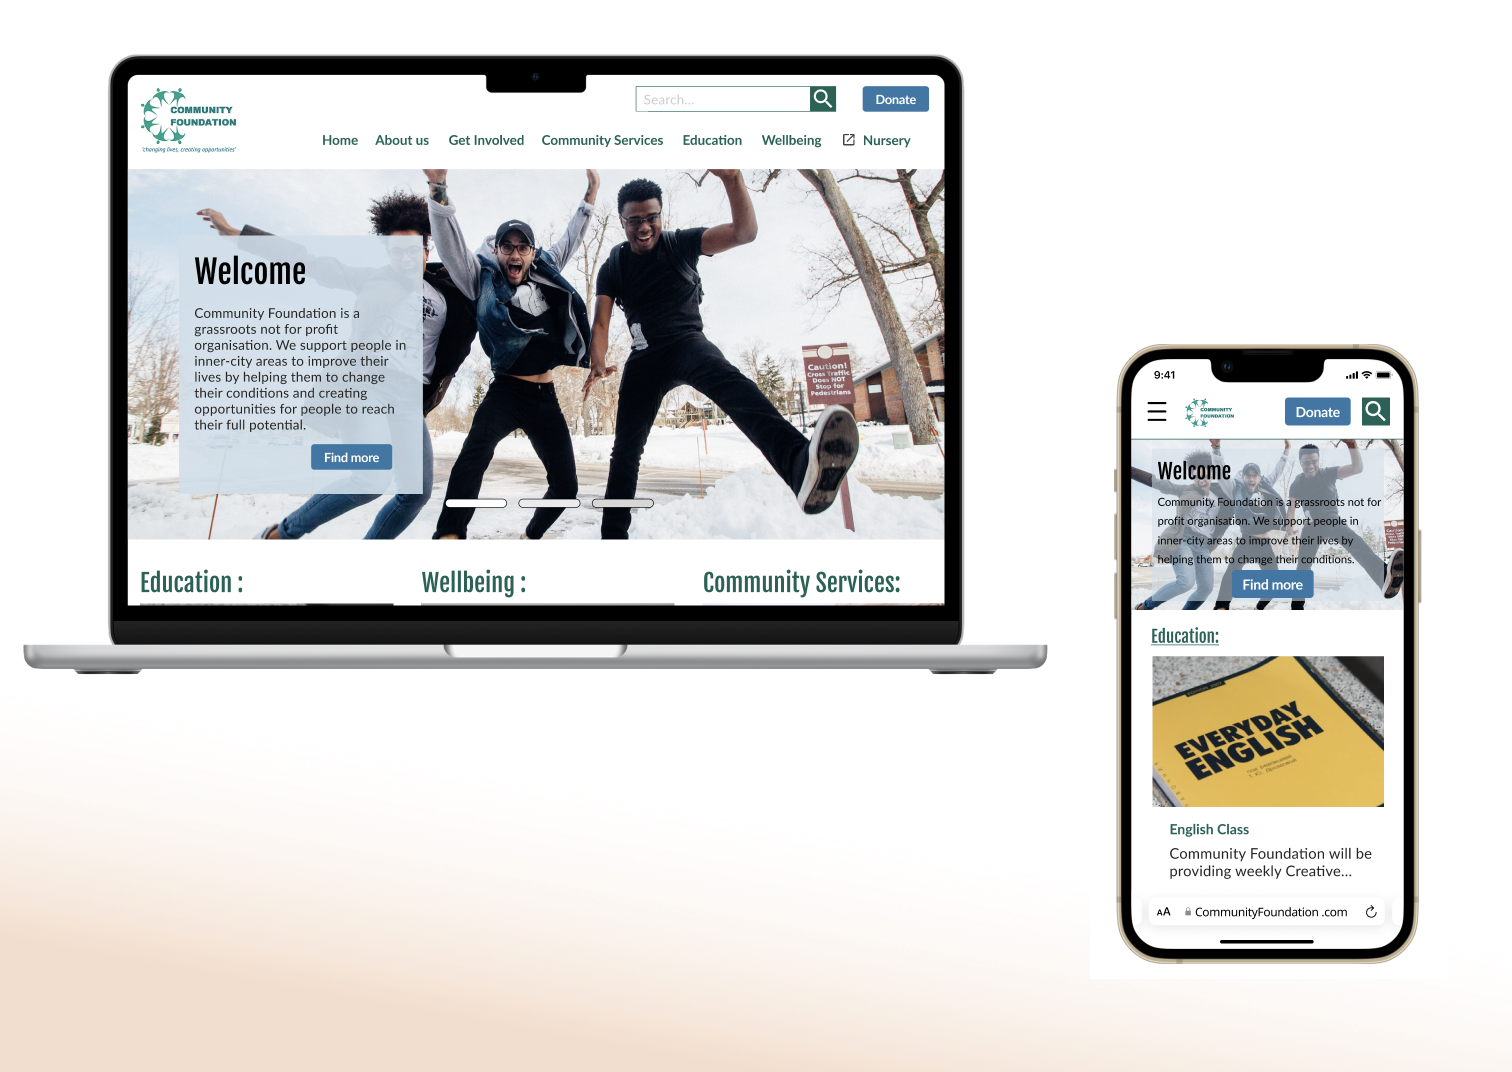 COMMUNITY
FOUNDATION
'changing lives, creating opportunities'
Search...
Donate
Home About us Get Involved Community Services Education Wellbeing Nursery
Welcome
Community Foundation is a
grassroots not for profit
organisation. We support people in
inner-city areas to improve their
lives by helping them to change
their conditions and creating
opportunities for people to reach
their full potential.
Find more
Caution!
Cross Traffic
Does NOT
Stop for
Pedestrians
Education :
Wellbeing :
Community Services:
9:41
COMMUNITY
FOUNDATION
Donate
Welcome
Community Foundation is a grassroots not for
profit organisation. We support people in
inner-city areas to improve their lives by
helping them to change their conditions.
Find more
Education:
EVERYDAY
ENGLISH
English Class
Community Foundation will be
providing weekly Creative...
AA CommunityFoundation .com